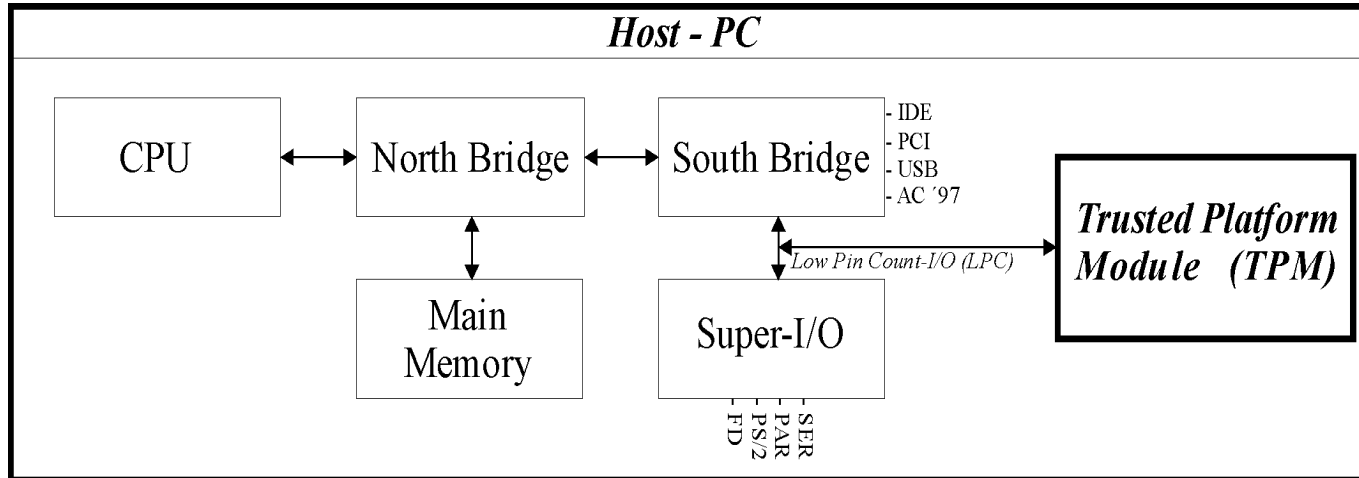 Host - PC
CPU
North Bridge
South Bridge
- IDE
- PCI
- USB
- AC ´97
Trusted Platform
Module (TPM)
Low Pin Count-I/O (LPC)
Main
Memory
Super-I/O
FD
PS/2
PAR
SER